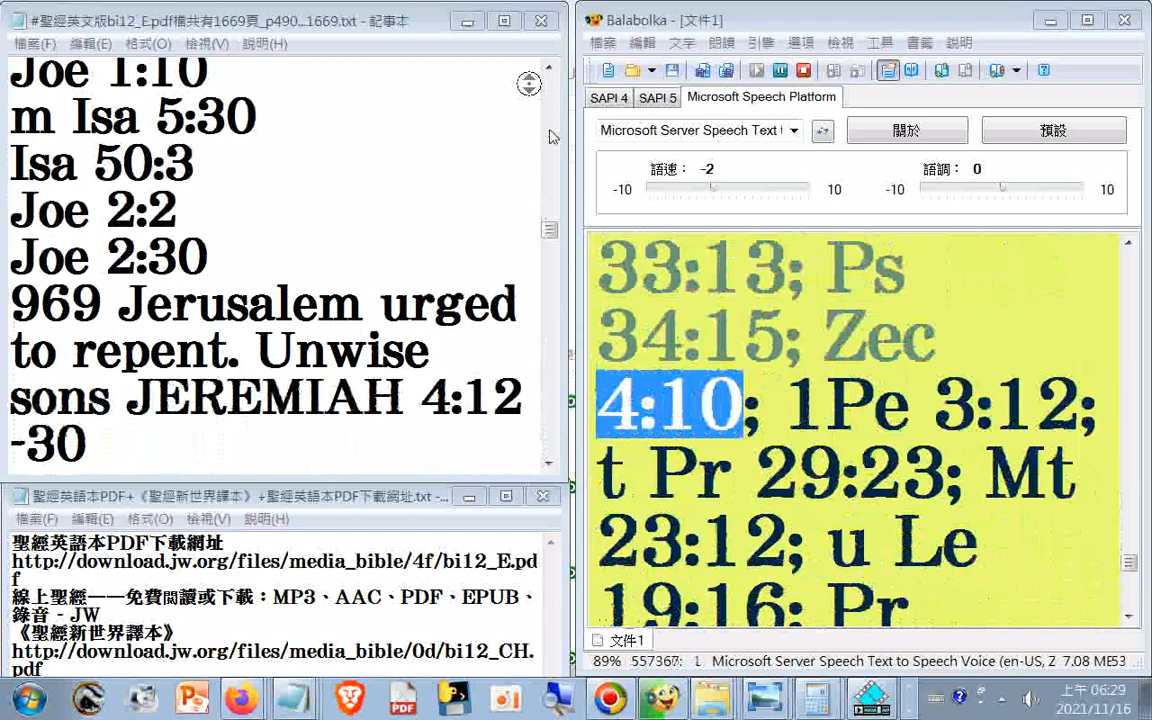 #聖經英文版bi12_E.pdf檔共有1669頁_p490...1669.txt - 記事本
檔案(F) 編輯(E) 格式(O) 檢視(V) 說明(H)
Joe 1:10
m Isa 5:30
Isa 50:3
Joe 2:2
Joe 2:30
969 Jerusalem urged
to repent. Unwise
sons JEREMIAH 4:12
-30
聖經英語本PDF+《聖經新世界譯本》+聖經英語本PDF下載網址.txt -...
檔案(F) 編輯(E) 格式(O) 檢視(V) 說明(H)
聖經英語本PDF下載網址
http://download.jw.org/files/media_bible/4f/bi12_E.pd
f
線上聖經——免費閱讀或下載：MP3、AAC、PDF、EPUB、
錄音 - JW
《聖經新世界譯本》
http://download.jw.org/files/media_bible/0d/bi12_CH.
pdf
Balabolka - [文件1]
檔案 編輯 文字 朗讀 引擎 選項 檢視 工具 書籤 說明
SAPI 4 SAPI 5 Microsoft Speech Platform
Microsoft Server Speech Text 關於 預設
語速： -2 語調： 0
-10 10 -10 10
33:13; Ps
34:15; Zec
4:10; 1Pe 3:12;
t Pr 29:23; Mt
23:12; u Le
19:16; Pr
文件1
89% 557367: 1 Microsoft Server Speech Text to Speech Voice (en-US, Z 7.08 ME53
上午 06:29
2021/11/16